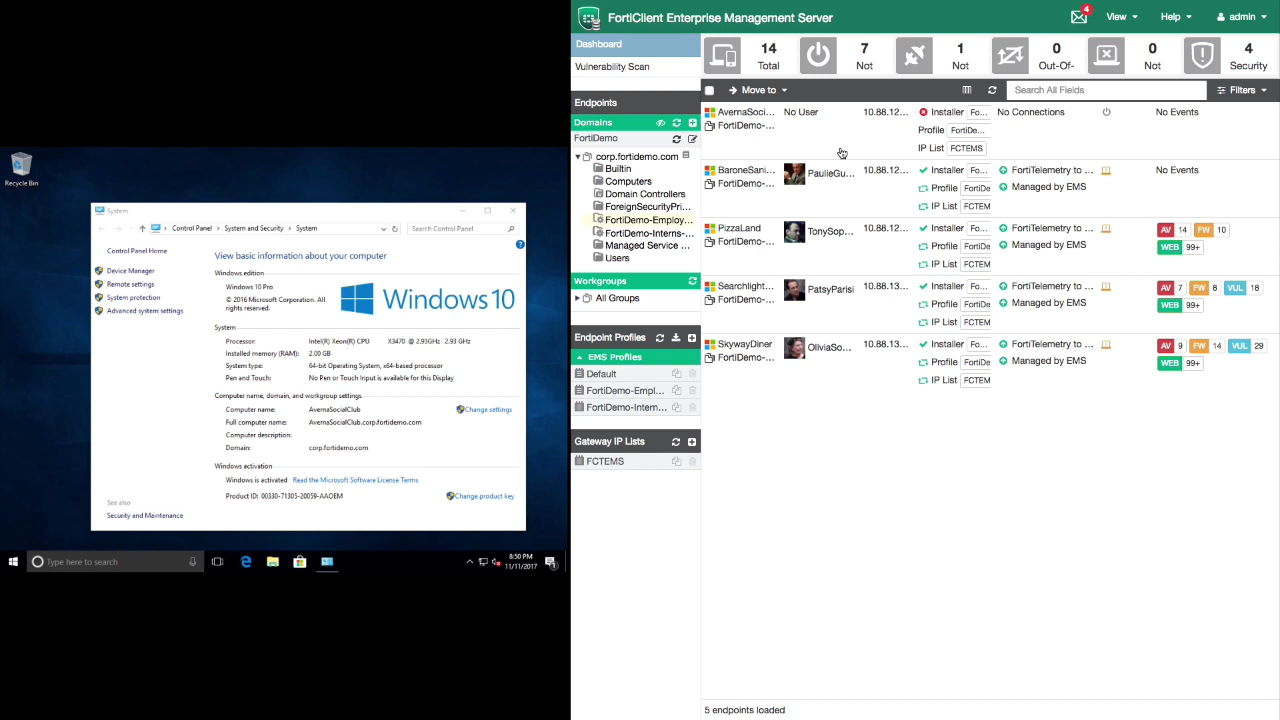 Recycle Bin
System
Control Panel
System and Security
System
Search Control Panel
Control Panel Home
Device Manager
Remote settings
System protection
Advanced system settings
See also
Security and Maintenance
View basic information about your computer
Windows edition
Windows 10 Pro
© 2016 Microsoft Corporation. All rights reserved.
Windows 10
System
Processor: Intel(R) Xeon(R) CPU X3470 @ 2.93GHz 2.93 GHz
Installed memory (RAM): 2.00 GB
System type: 64-bit Operating System, x64-based processor
Pen and Touch: No Pen or Touch Input is available for this Display
Computer name, domain, and workgroup settings
Computer name: AvernaSocialClub
Change settings
Full computer name: AvernaSocialClub.corp.fortidemo.com
Computer description:
Domain: corp.fortidemo.com
Windows activation
Windows is activated Read the Microsoft Software License Terms
Product ID: 00330-71305-20059-AAOEM
Change product key
Type here to search
8:50 PM
11/11/2017
1
FortiClient Enterprise Management Server
4
View
Help
admin
Dashboard
Vulnerability Scan
Endpoints
Domains
FortiDemo
corp.fortidemo.com
Builtin
Computers
Domain Controllers
ForeignSecurityPri...
FortiDemo-Employ...
FortiDemo-Interns-...
Managed Service ...
Users
Workgroups
All Groups
Endpoint Profiles
EMS Profiles
Default
FortiDemo-Empl...
FortiDemo-Intern...
Gateway IP Lists
FCTEMS
14 Total
7 Not
1 Not
0 Out-Of-
0 Not
4 Security
Move to
Search All Fields
Filters
AvernaSoci... No User 10.88.12... Installer Fo... No Connections No Events
FortiDemo-... Profile FortiDe...
IP List FCTEMS
BaroneSani... PaulieGu... 10.88.12... Installer Fo... FortiTelemetry to ... No Events
FortiDemo-... Profile FortiDe Managed by EMS
IP List FCTEM
PizzaLand TonySop... 10.88.12... Installer Fo... FortiTelemetry to ... AV 14 FW 10
FortiDemo-... Profile FortiDe Managed by EMS WEB 99+
IP List FCTEM
Searchlight... PatsyParisi 10.88.13... Installer Fo... FortiTelemetry to ... AV 7 FW 8 VUL 18
FortiDemo-... Profile FortiDe Managed by EMS WEB 99+
IP List FCTEM
SkywayDiner OliviaSo... 10.88.13... Installer Fo... FortiTelemetry to ... AV 9 FW 14 VUL 29
FortiDemo-... Profile FortiDe Managed by EMS WEB 99+
IP List FCTEM
5 endpoints loaded